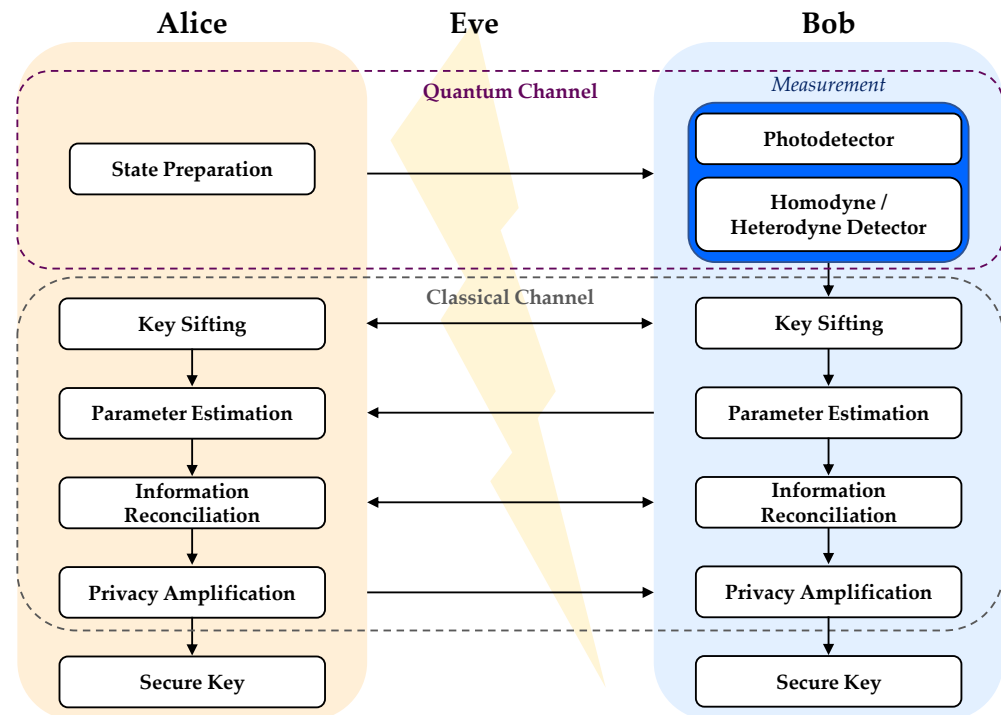 Alice
Eve
Bob
Quantum Channel
Measurement
State Preparation
Photodetector
Homodyne /
Heterodyne Detector
Classical Channel
Key Sifting
Key Sifting
Parameter Estimation
Parameter Estimation
Information
Reconciliation
Information
Reconciliation
Privacy Amplification
Privacy Amplification
Secure Key
Secure Key